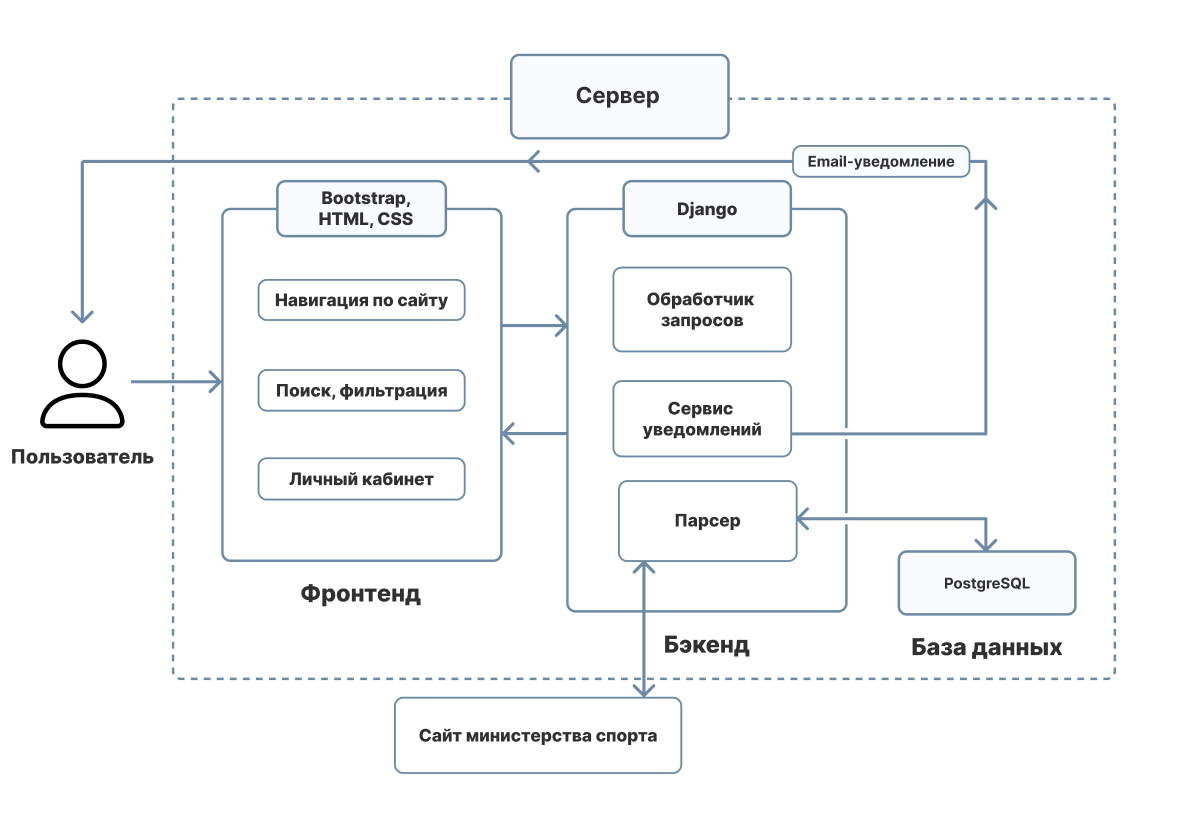 Сервер
Email-уведомление
Bootstrap,
HTML, CSS
Django
Навигация по сайту
Обработчик
запросов
Поиск, фильтрация
Сервис
уведомлений
Пользователь
Личный кабинет
Парсер
PostgreSQL
Фронтенд
Бэкенд
База данных
Сайт министерства спорта